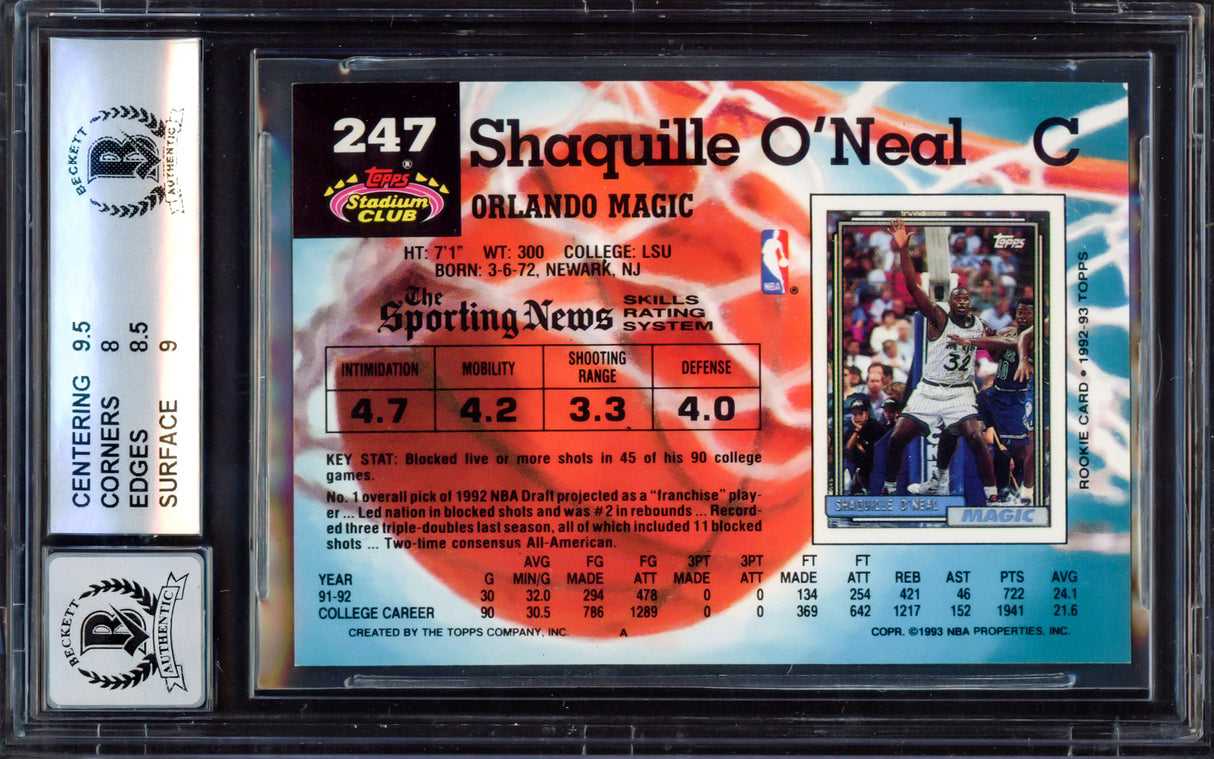 BECKETT
B
AUTHENTIC
CENTERING 9.5
CORNERS 8
EDGES 8.5
SURFACE 9
BECKETT
B
AUTHENTIC
247
Topps®
Stadium
CLUB
Shaquille O'Neal C
ORLANDO MAGIC
HT: 7'1" WT: 300 COLLEGE: LSU
BORN: 3-6-72, NEWARK, NJ
NBA ®
The
Sporting News
SKILLS
RATING
SYSTEM
INTIMIDATION MOBILITY SHOOTING RANGE DEFENSE
4.7 4.2 3.3 4.0
KEY STAT: Blocked five or more shots in 45 of his 90 college
games.
No. 1 overall pick of 1992 NBA Draft projected as a "franchise" play-
er ... Led nation in blocked shots and was #2 in rebounds ... Record-
ed three triple-doubles last season, all of which included 11 blocked
shots ... Two-time consensus All-American.
Topps
32
SHAQUILLE O'NEAL
MAGIC
ROOKIE CARD • 1992-93 TOPPS
AVG FG FG 3PT 3PT FT FT
YEAR G MIN/G MADE ATT MADE ATT MADE ATT REB AST PTS AVG
91-92 30 32.0 294 478 0 0 134 254 421 46 722 24.1
COLLEGE CAREER 90 30.5 786 1289 0 0 369 642 1217 152 1941 21.6
CREATED BY THE TOPPS COMPANY, INC. A COPR. ©1993 NBA PROPERTIES, INC.